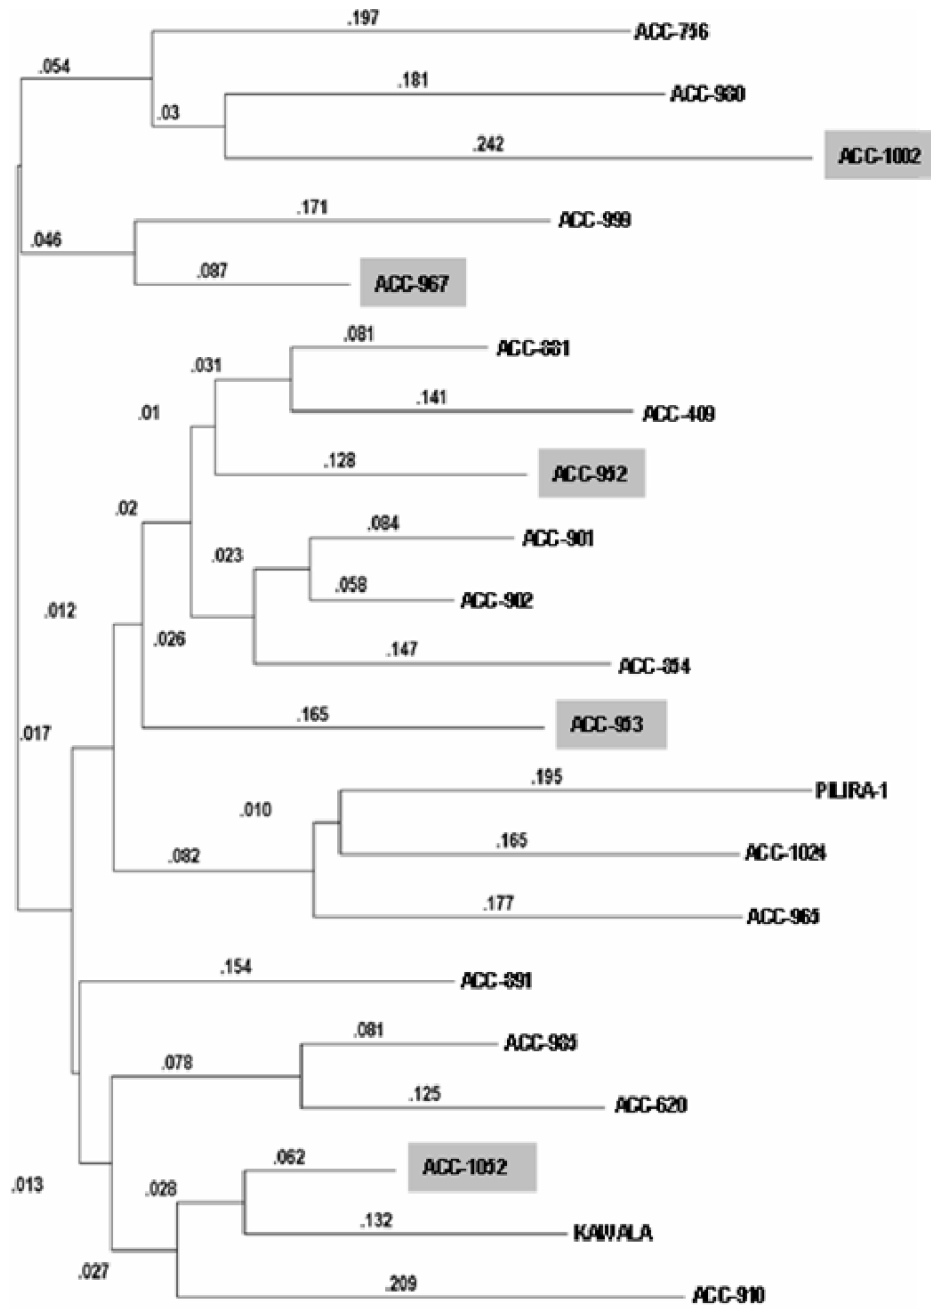 .197
ACC-756
.054
.181
ACC-980
.03
.242
ACC-1002
.171
ACC-999
.046
.087
ACC-967
.081
ACC-881
.031
.141
ACC-409
.01
.128
ACC-952
.02
.084
ACC-901
.023
.058
ACC-902
.012
.026
.147
ACC-854
.165
ACC-953
.017
.195
PILIRA-1
.010
.165
ACC-1024
.082
.177
ACC-965
.154
ACC-891
.081
ACC-985
.078
.125
ACC-620
.062
ACC-1052
.013
.028
.132
KAWALA
.027
.209
ACC-910